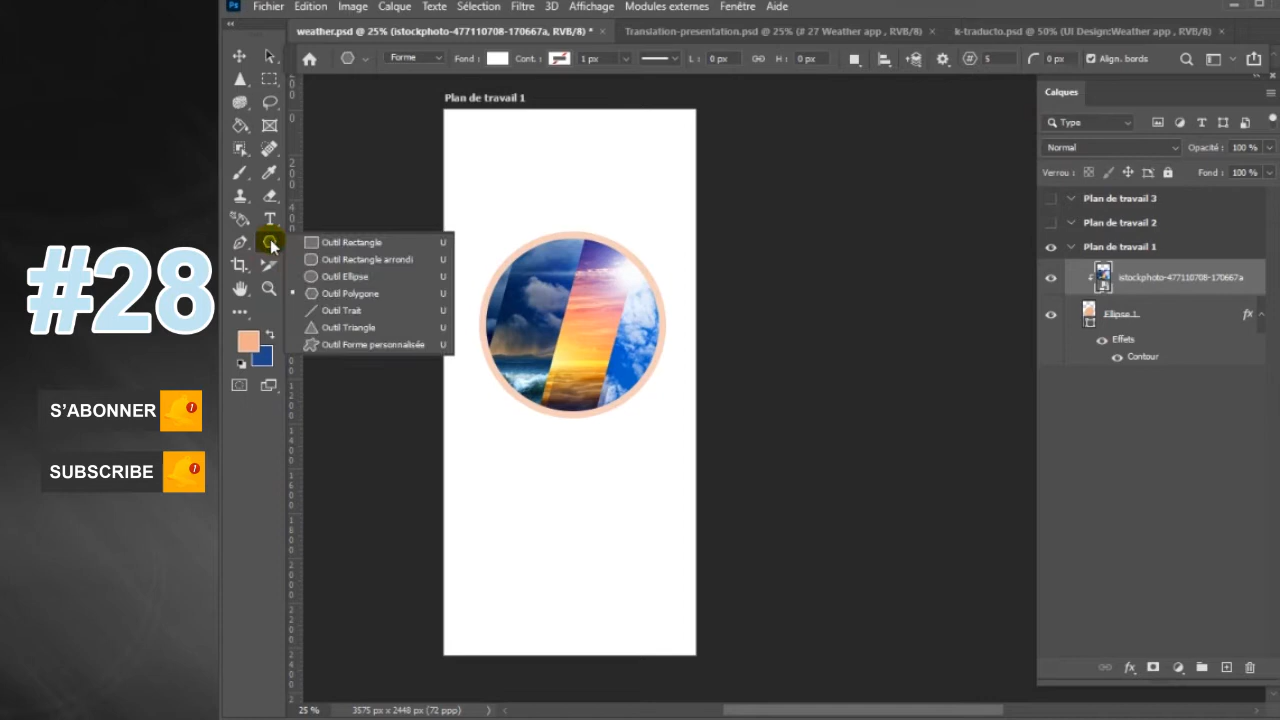 Fichier Edition Image Calque Texte Sélection Filtre 3D Affichage Modules externes Fenêtre Aide
weather.psd @ 25% (istockphoto-477110708-170667a, RVB/8) * Translation-presentation.psd @ 25% (# 27 Weather app , RVB/8) k-traducto.psd @ 50% (UI Design:Weather app , RVB/8)
Forme Fond : Cont. : 1 px L : 0 px H : 0 px 5 0 px Align. bords
Plan de travail 1
Outil Rectangle U
Outil Rectangle arrondi U
Outil Ellipse U
Outil Polygone U
Outil Trait U
Outil Triangle U
Outil Forme personnalisée U
#28
S'ABONNER
SUBSCRIBE
Calques
Type
Normal Opacité : 100 %
Verrou : Fond : 100 %
Plan de travail 3
Plan de travail 2
Plan de travail 1
istockphoto-477110708-170667a
Ellipse 1 fx
Effets
Contour
25 % 3575 px x 2448 px (72 ppp)